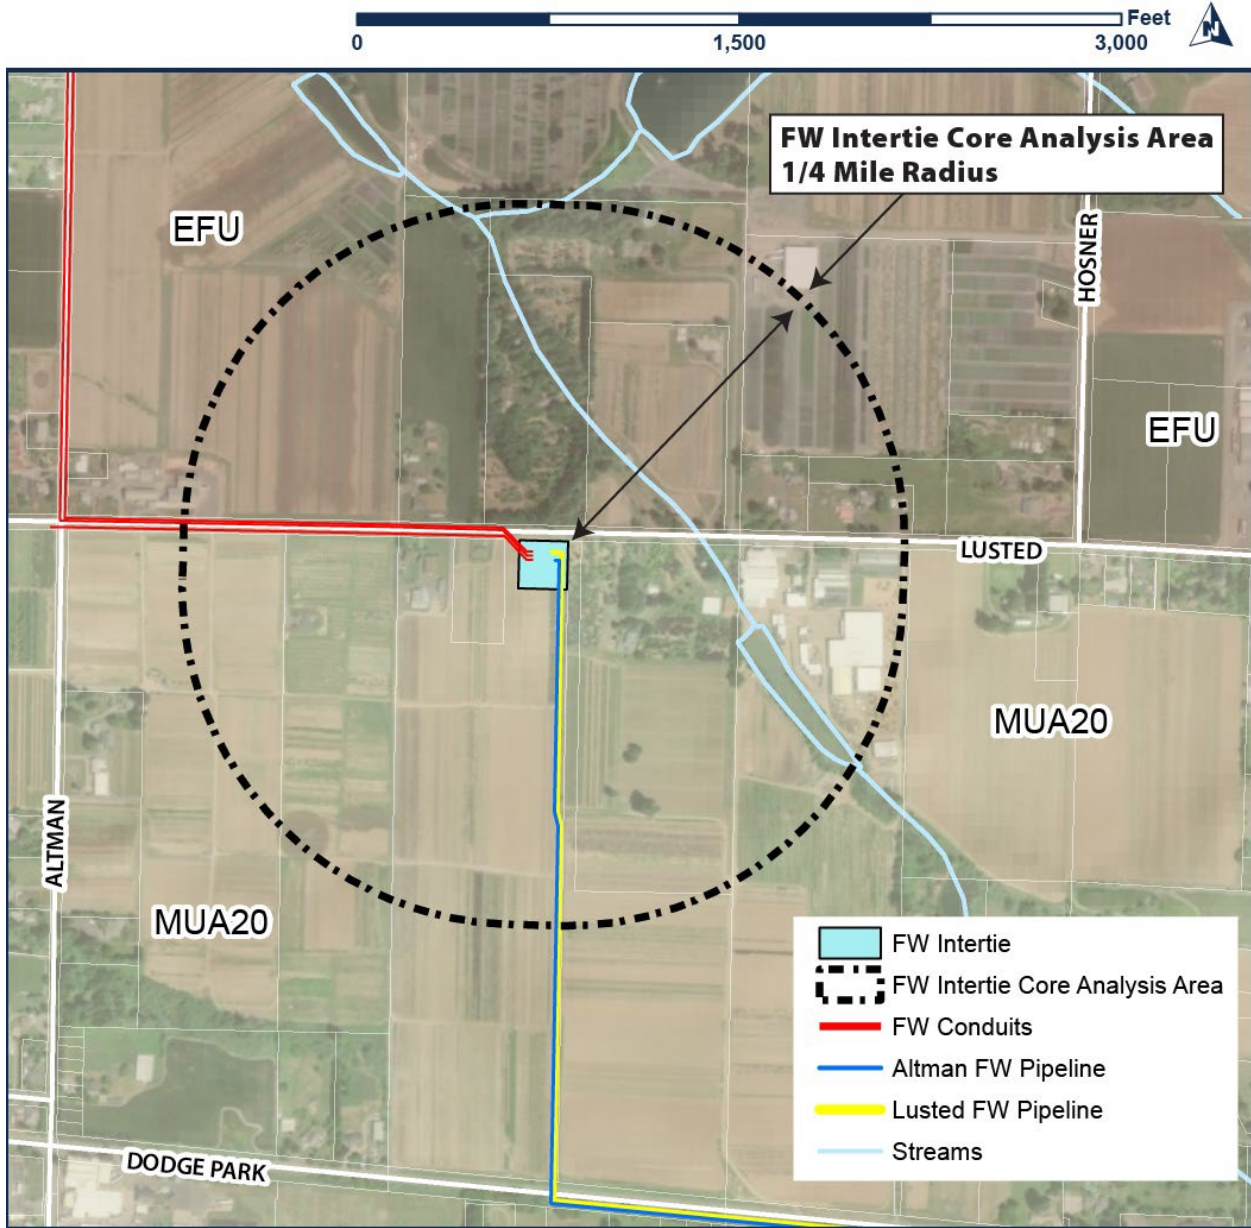 Feet
0
1,500
3,000
N
FW Intertie Core Analysis Area
1/4 Mile Radius
EFU
HOSNER
EFU
LUSTED
MUA20
ALTMAN
MUA20
DODGE PARK
FW Intertie
FW Intertie Core Analysis Area
FW Conduits
Altman FW Pipeline
Lusted FW Pipeline
Streams